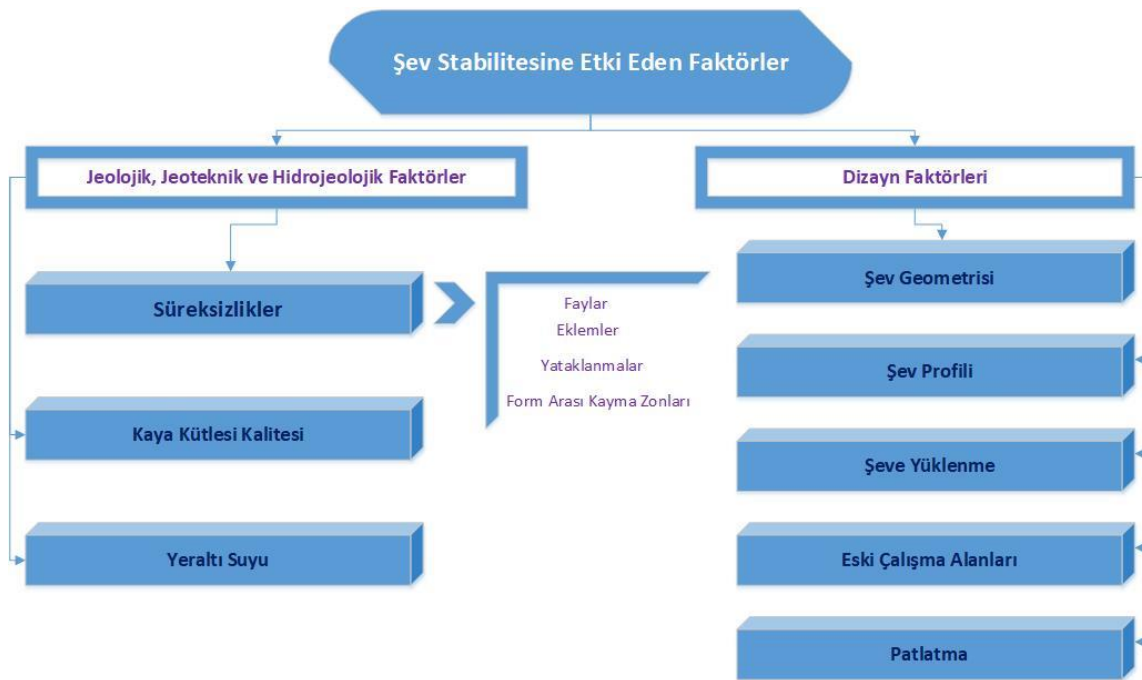 Şev Stabilitesine Etki Eden Faktörler
Jeolojik, Jeoteknik ve Hidrojeolojik Faktörler
Süreksizlikler
Faylar
Eklemler
Yataklanmalar
Form Arası Kayma Zonları
Kaya Kütlesi Kalitesi
Yeraltı Suyu
Dizayn Faktörleri
Şev Geometrisi
Şev Profili
Şeve Yüklenme
Eski Çalışma Alanları
Patlatma